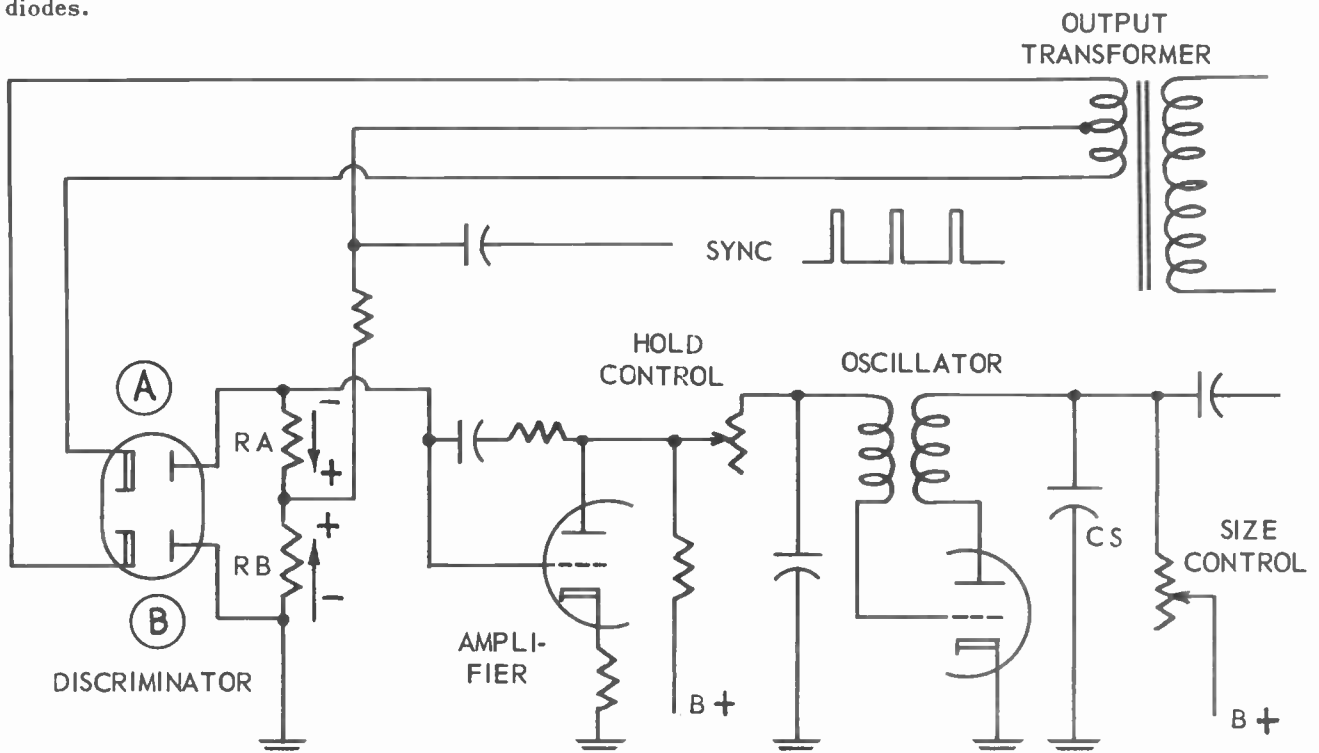 diodes.
OUTPUT
TRANSFORMER
SYNC
HOLD
CONTROL
OSCILLATOR
A
RA
−
+
+
RB
−
B
DISCRIMINATOR
AMPLI-
FIER
B +
CS
SIZE
CONTROL
B +